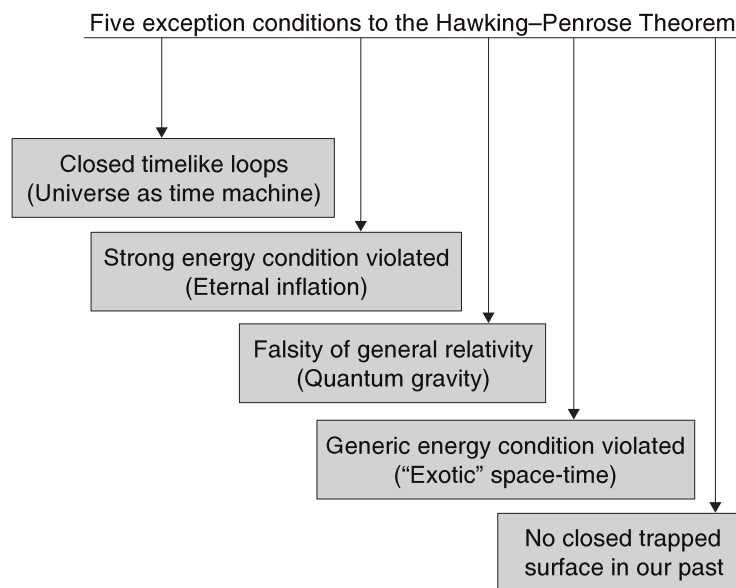 Five exception conditions to the Hawking–Penrose Theorem
Closed timelike loops
(Universe as time machine)
Strong energy condition violated
(Eternal inflation)
Falsity of general relativity
(Quantum gravity)
Generic energy condition violated
(“Exotic” space-time)
No closed trapped
surface in our past